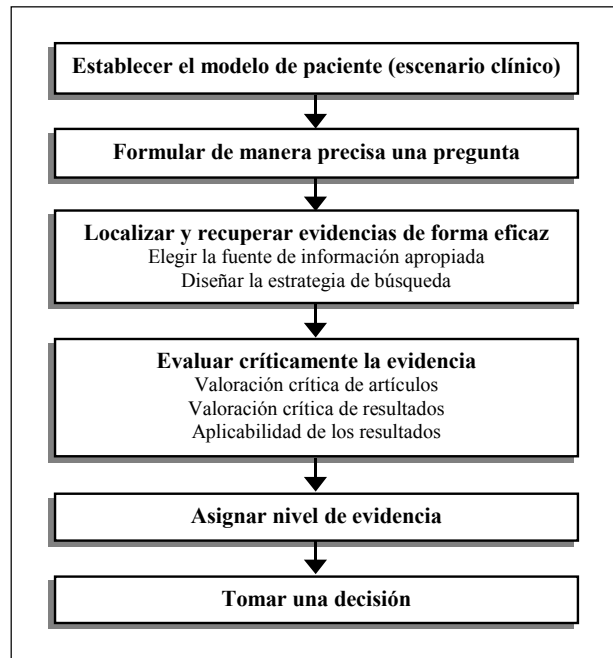 Establecer el modelo de paciente (escenario clínico)
Formular de manera precisa una pregunta
Localizar y recuperar evidencias de forma eficaz
Elegir la fuente de información apropiada
Diseñar la estrategia de búsqueda
Evaluar críticamente la evidencia
Valoración crítica de artículos
Valoración crítica de resultados
Aplicabilidad de los resultados
Asignar nivel de evidencia
Tomar una decisión